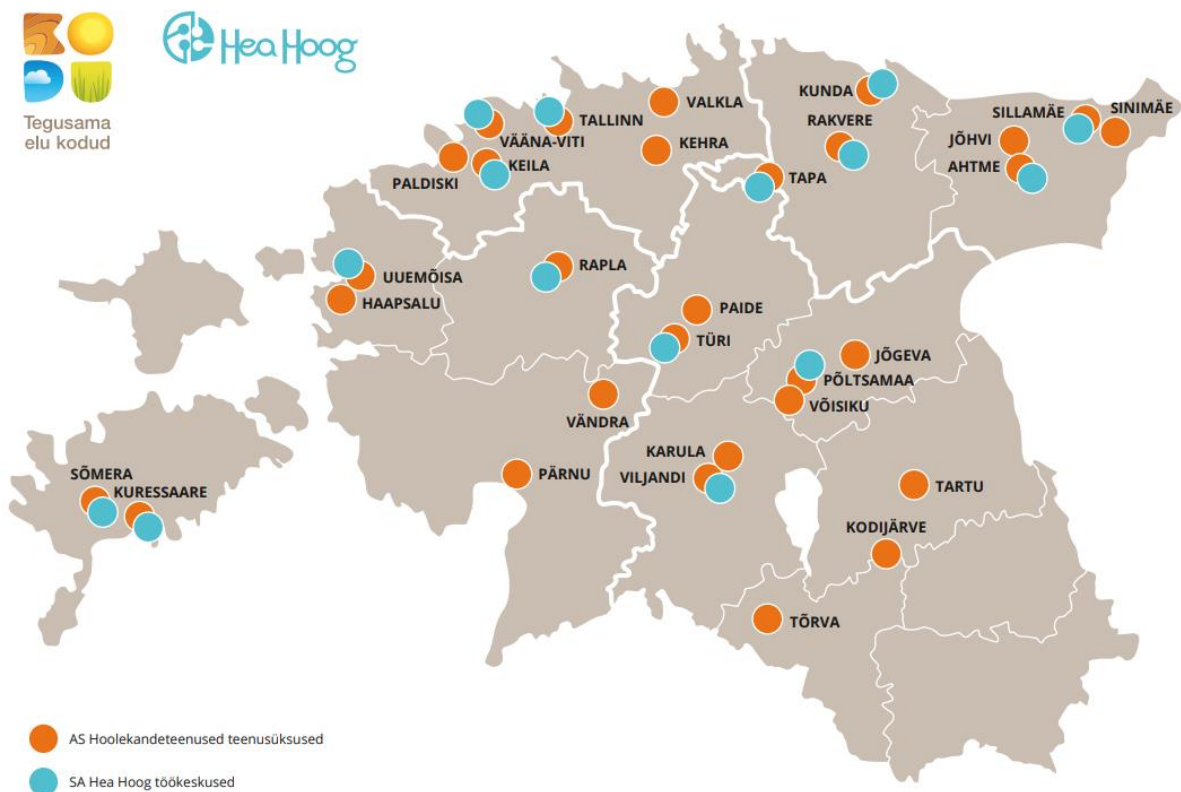 KODU
Hea Hoog
Tegusama
elu kodud
VALKLA
KUNDA
SILLAMÄE
SINIMÄE
TALLINN
RAKVERE
JÕHVI
VÄÄNA-VITI
KEHRA
KEILA
AHTME
PALDISKI
TAPA
RAPLA
UUEMÕISA
HAAPSALU
PAIDE
TÜRI
JÕGEVA
PÕLTSAMAA
VÕISIKU
VÄNDRA
KARULA
SÕMERA
PÄRNU
VILJANDI
KURESSAARE
TARTU
KODIJÄRVE
TÕRVA
AS Hoolekandeteenused teenusüksused
SA Hea Hoog töökeskused